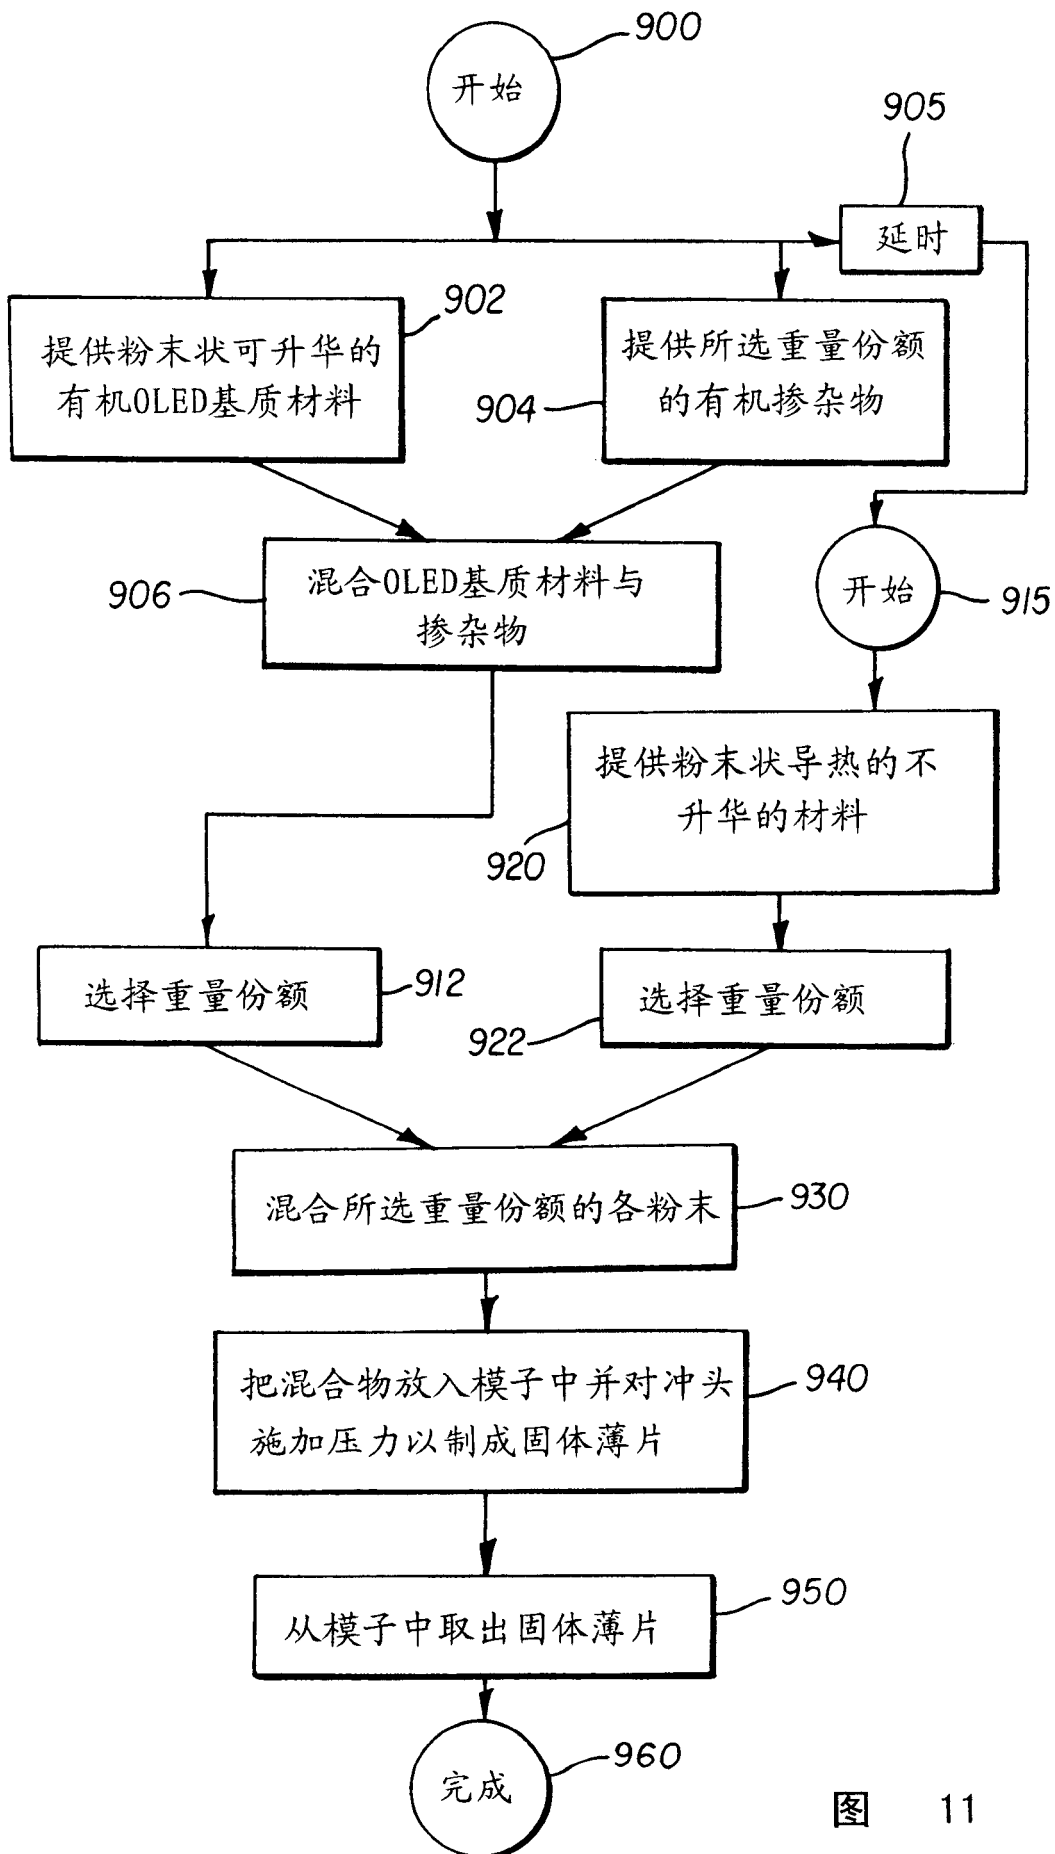 900
开始
905
延时
902
提供粉末状可升华的
有机OLED基质材料
904
提供所选重量份额
的有机掺杂物
906
混合OLED基质材料与
掺杂物
开始
915
提供粉末状导热的不
升华的材料
920
选择重量份额
912
选择重量份额
922
混合所选重量份额的各粉末
930
把混合物放入模子中并对冲头
施加压力以制成固体薄片
940
从模子中取出固体薄片
950
完成
960
图 11